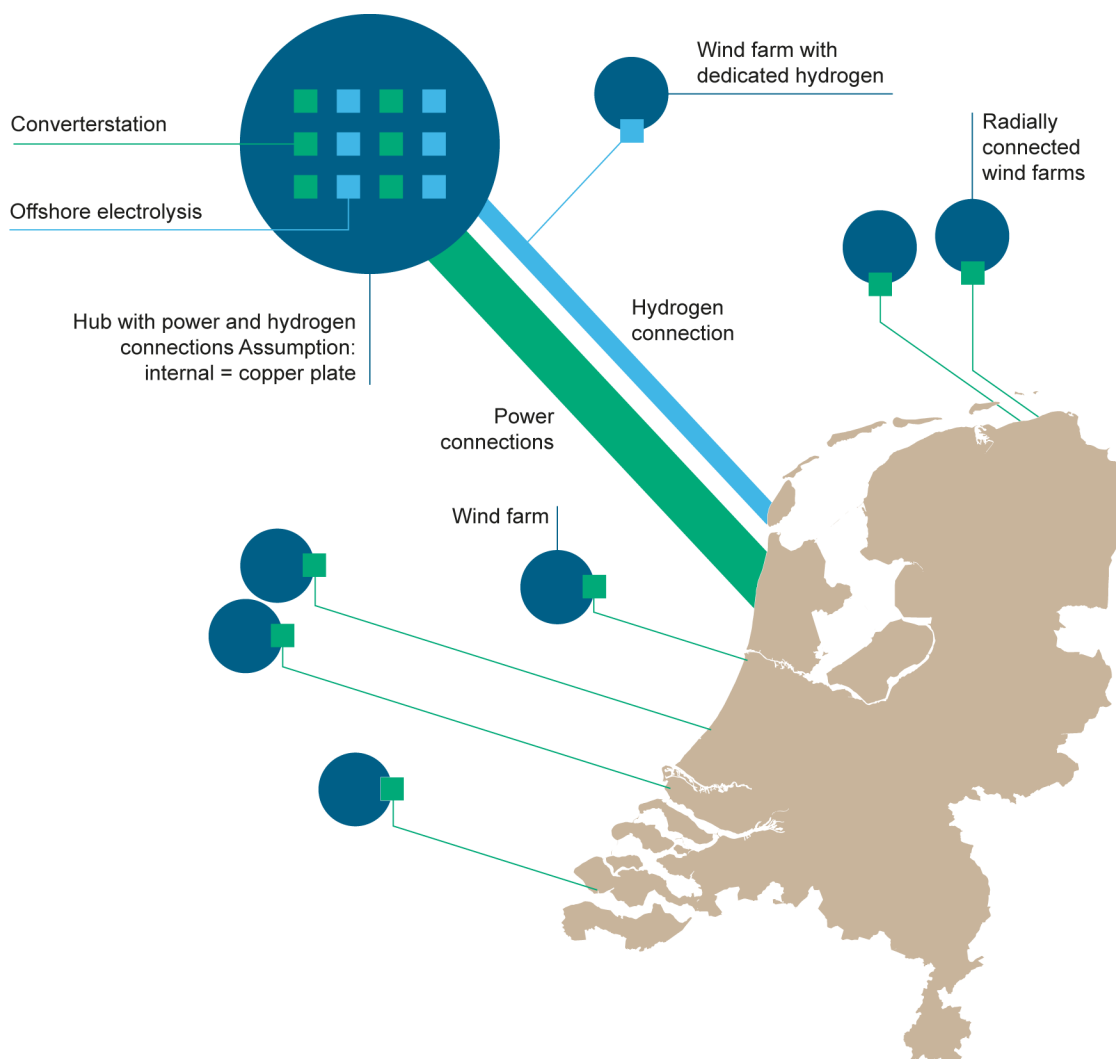 Wind farm with
dedicated hydrogen
Converterstation
Radially
connected
wind farms
Offshore electrolysis
Hub with power and hydrogen
connections Assumption:
internal = copper plate
Hydrogen
connection
Power
connections
Wind farm